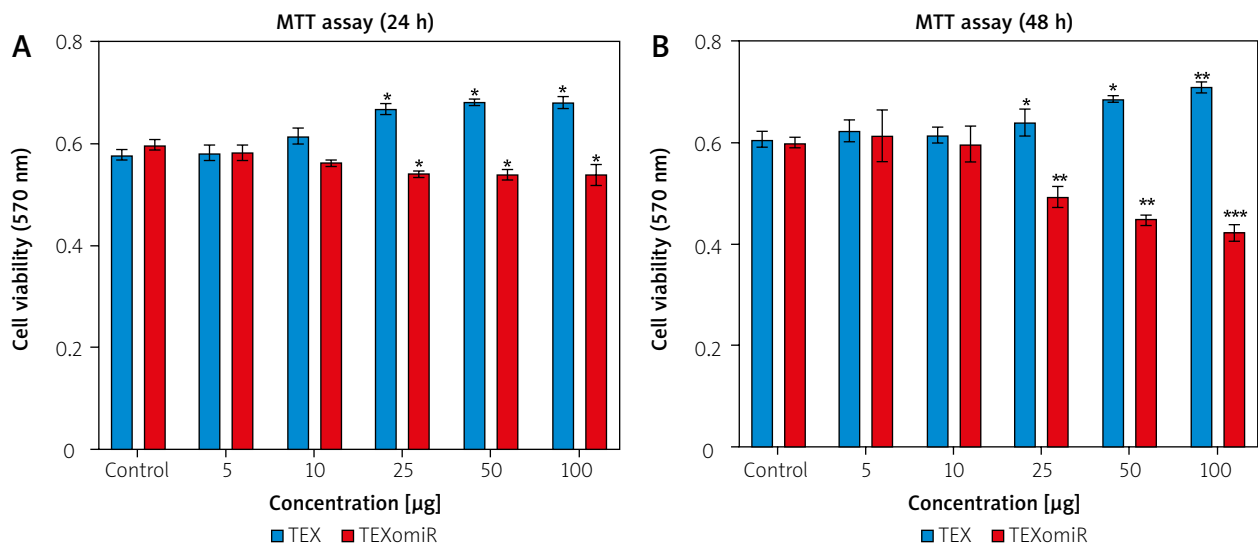 A
MTT assay (24 h)
Cell viability (570 nm)
0.8
0.6
0.4
0.2
0
* * *
* * *
Control 5 10 25 50 100
Concentration [µg]
TEX TEXomiR
B
MTT assay (48 h)
Cell viability (570 nm)
0.8
0.6
0.4
0.2
0
* * **
** ** ***
Control 5 10 25 50 100
Concentration [µg]
TEX TEXomiR